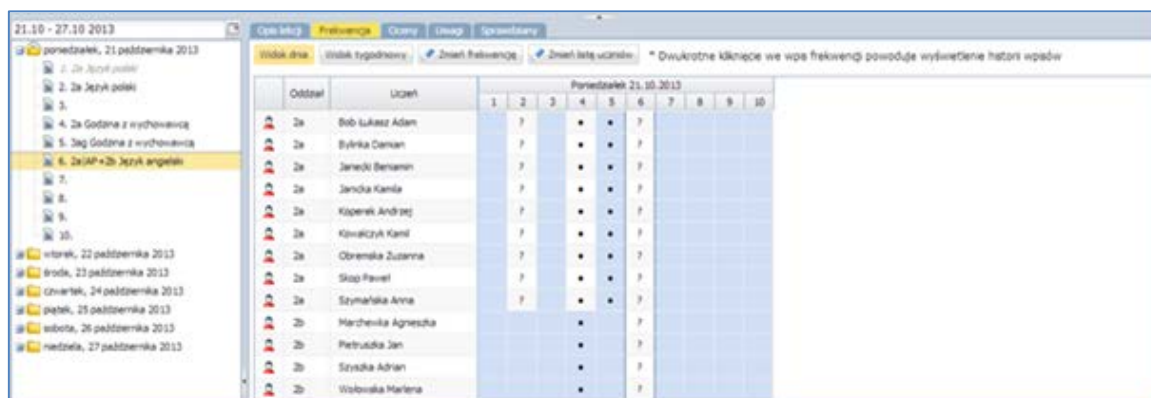 21.10 - 27.10 2013
poniedziałek, 21 października 2013
1. 2a Język polski
2. 2a Język polski
3.
4. 2a Godzina z wychowawcą
5. 3ag Godzina z wychowawcą
6. 2a|AP+2b Język angielski
7.
8.
9.
10.
wtorek, 22 października 2013
środa, 23 października 2013
czwartek, 24 października 2013
piątek, 25 października 2013
sobota, 26 października 2013
niedziela, 27 października 2013
Opis lekcji Frekwencja Oceny Uwagi Sprawdziany
Widok dnia Widok tygodniowy Zmień frekwencję Zmień listę uczniów * Dwukrotne kliknięcie we wpis frekwencji powoduje wyświetlenie historii wpisów
Oddział Uczeń Poniedziałek 21.10.2013
1 2 3 4 5 6 7 8 9 10
2a Bob Łukasz Adam ? • • ?
2a Bylinka Damian ? • • ?
2a Janecki Beniamin ? • • ?
2a Janicka Kamila ? • • ?
2a Koperek Andrzej ? • • ?
2a Kowalczyk Kamil ? • • ?
2a Obremska Zuzanna ? • • ?
2a Skop Paweł ? • • ?
2a Szymańska Anna ? • • ?
2b Marchewka Agnieszka • ?
2b Pietruszka Jan • ?
2b Szyszka Adrian • ?
2b Wołowska Marlena • ?